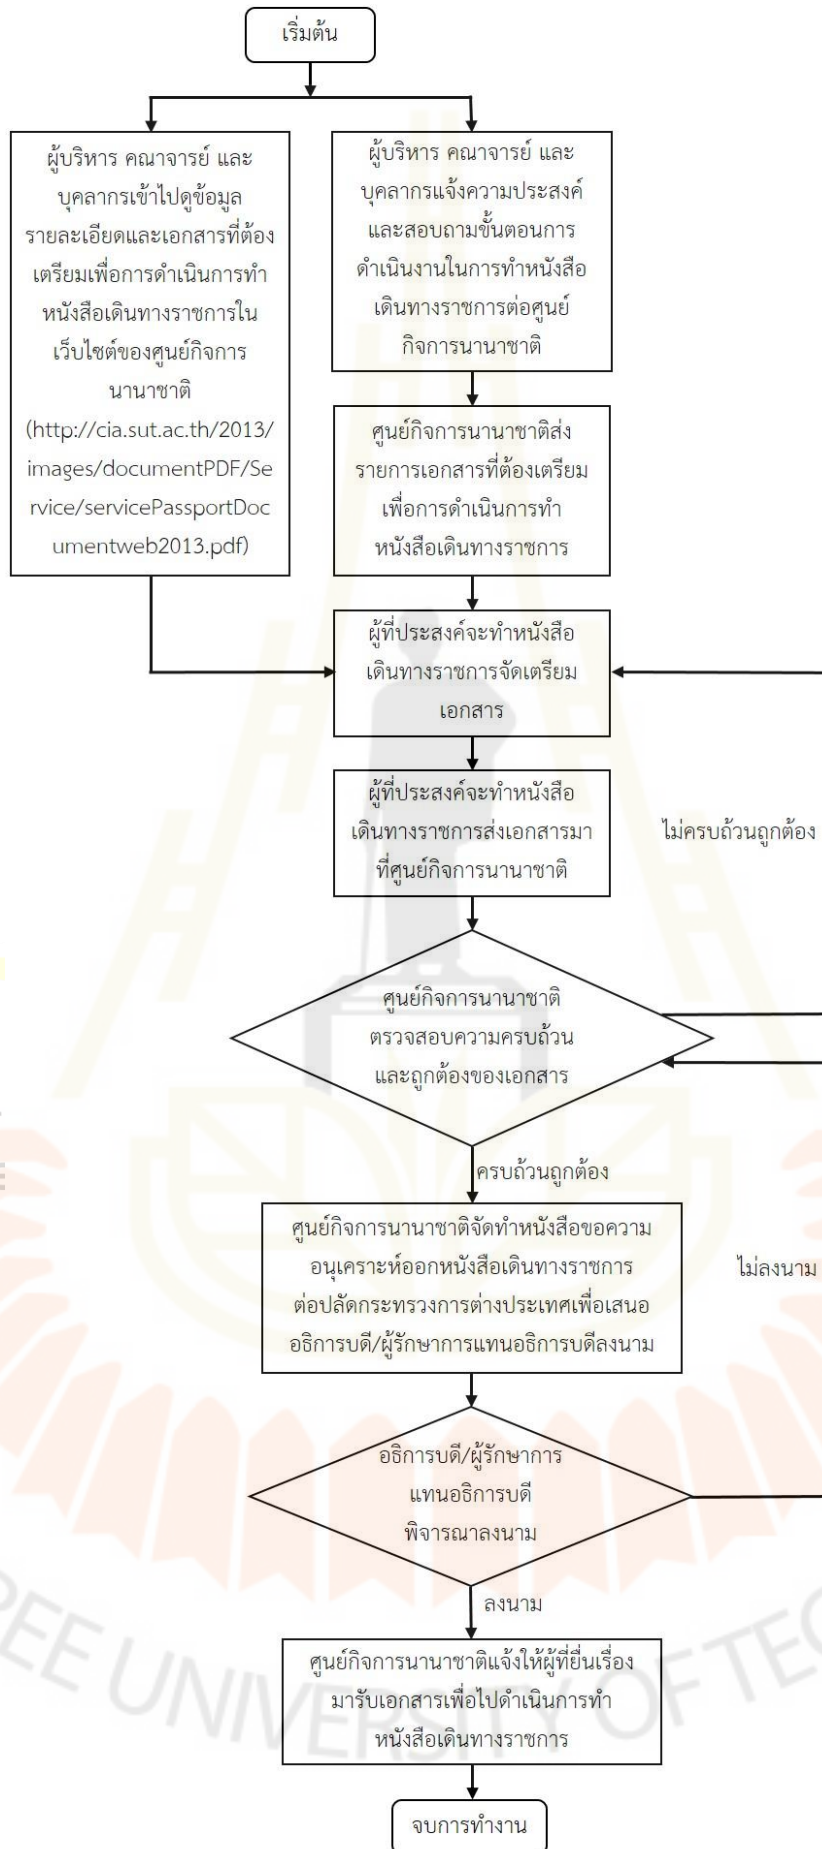 เริ่มต้น
ผู้บริหาร คณาจารย์ และ
บุคลากรเข้าไปดูข้อมูล
รายละเอียดและเอกสารที่ต้อง
เตรียมเพื่อการดำเนินการทำ
หนังสือเดินทางราชการใน
เว็บไซต์ของศูนย์กิจการ
นานาชาติ
(http://cia.sut.ac.th/2013/
images/documentPDF/Se
rvice/servicePassportDoc
umentweb2013.pdf)
ผู้บริหาร คณาจารย์ และ
บุคลากรแจ้งความประสงค์
และสอบถามขั้นตอนการ
ดำเนินงานในการทำหนังสือ
เดินทางราชการต่อศูนย์
กิจการนานาชาติ
ศูนย์กิจการนานาชาติส่ง
รายการเอกสารที่ต้องเตรียม
เพื่อการดำเนินการทำ
หนังสือเดินทางราชการ
ผู้ที่ประสงค์จะทำหนังสือ
เดินทางราชการจัดเตรียม
เอกสาร
ผู้ที่ประสงค์จะทำหนังสือ
เดินทางราชการส่งเอกสารมา
ที่ศูนย์กิจการนานาชาติ
ไม่ครบถ้วนถูกต้อง
ศูนย์กิจการนานาชาติ
ตรวจสอบความครบถ้วน
และถูกต้องของเอกสาร
ครบถ้วนถูกต้อง
ศูนย์กิจการนานาชาติจัดทำหนังสือขอความ
อนุเคราะห์ออกหนังสือเดินทางราชการ
ต่อปลัดกระทรวงการต่างประเทศเพื่อเสนอ
อธิการบดี/ผู้รักษาการแทนอธิการบดีลงนาม
ไม่ลงนาม
อธิการบดี/ผู้รักษาการ
แทนอธิการบดี
พิจารณาลงนาม
ลงนาม
ศูนย์กิจการนานาชาติแจ้งให้ผู้ที่ยื่นเรื่อง
มารับเอกสารเพื่อไปดำเนินการทำ
หนังสือเดินทางราชการ
จบการทำงาน
UNIVERSITY OF